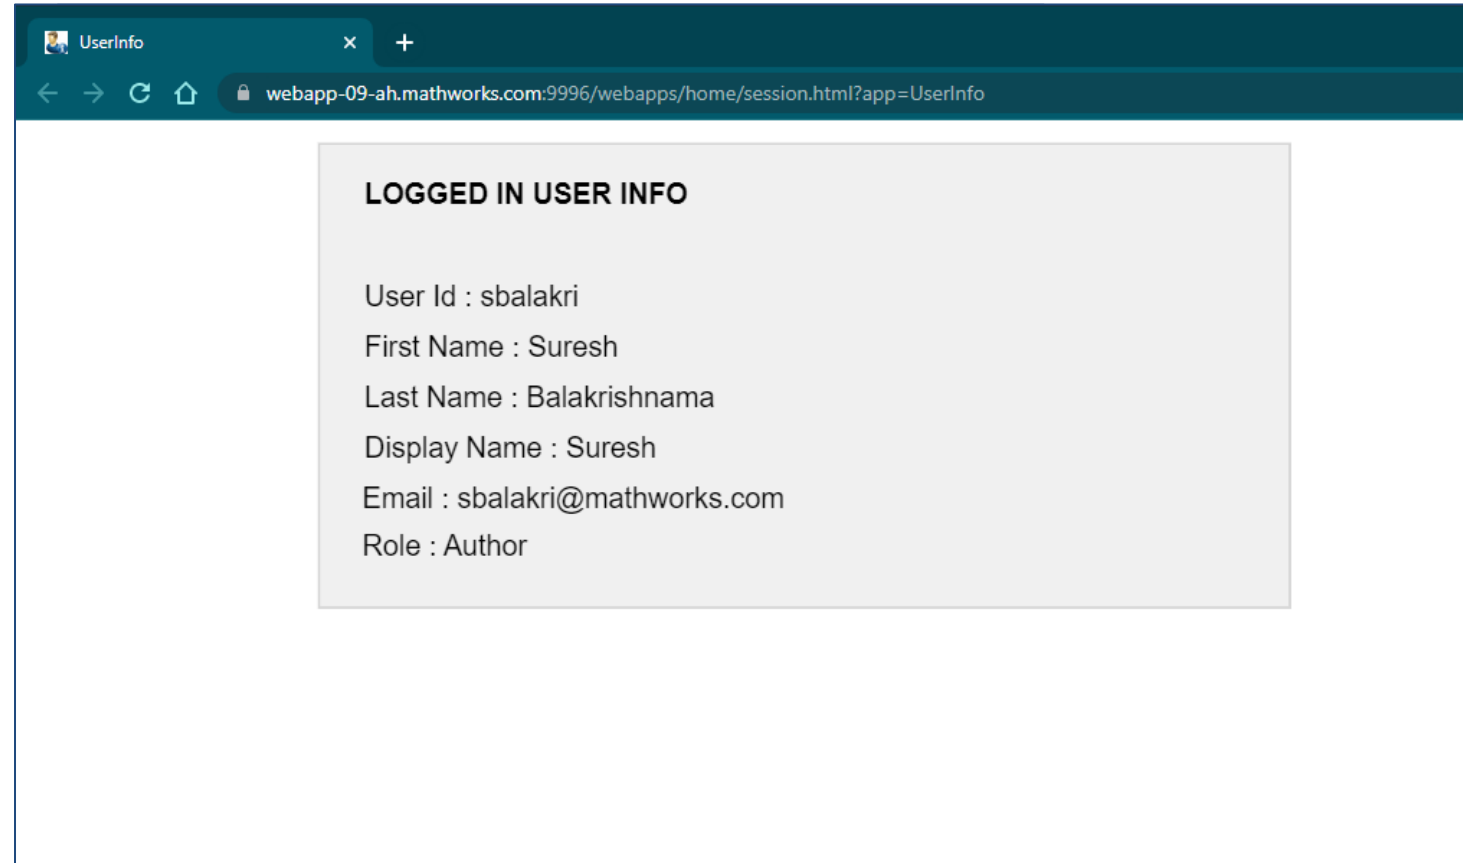 UserInfo
webapp-09-ah.mathworks.com:9996/webapps/home/session.html?app=UserInfo
LOGGED IN USER INFO
User Id : sbalakri
First Name : Suresh
Last Name : Balakrishnama
Display Name : Suresh
Email : sbalakri@mathworks.com
Role : Author